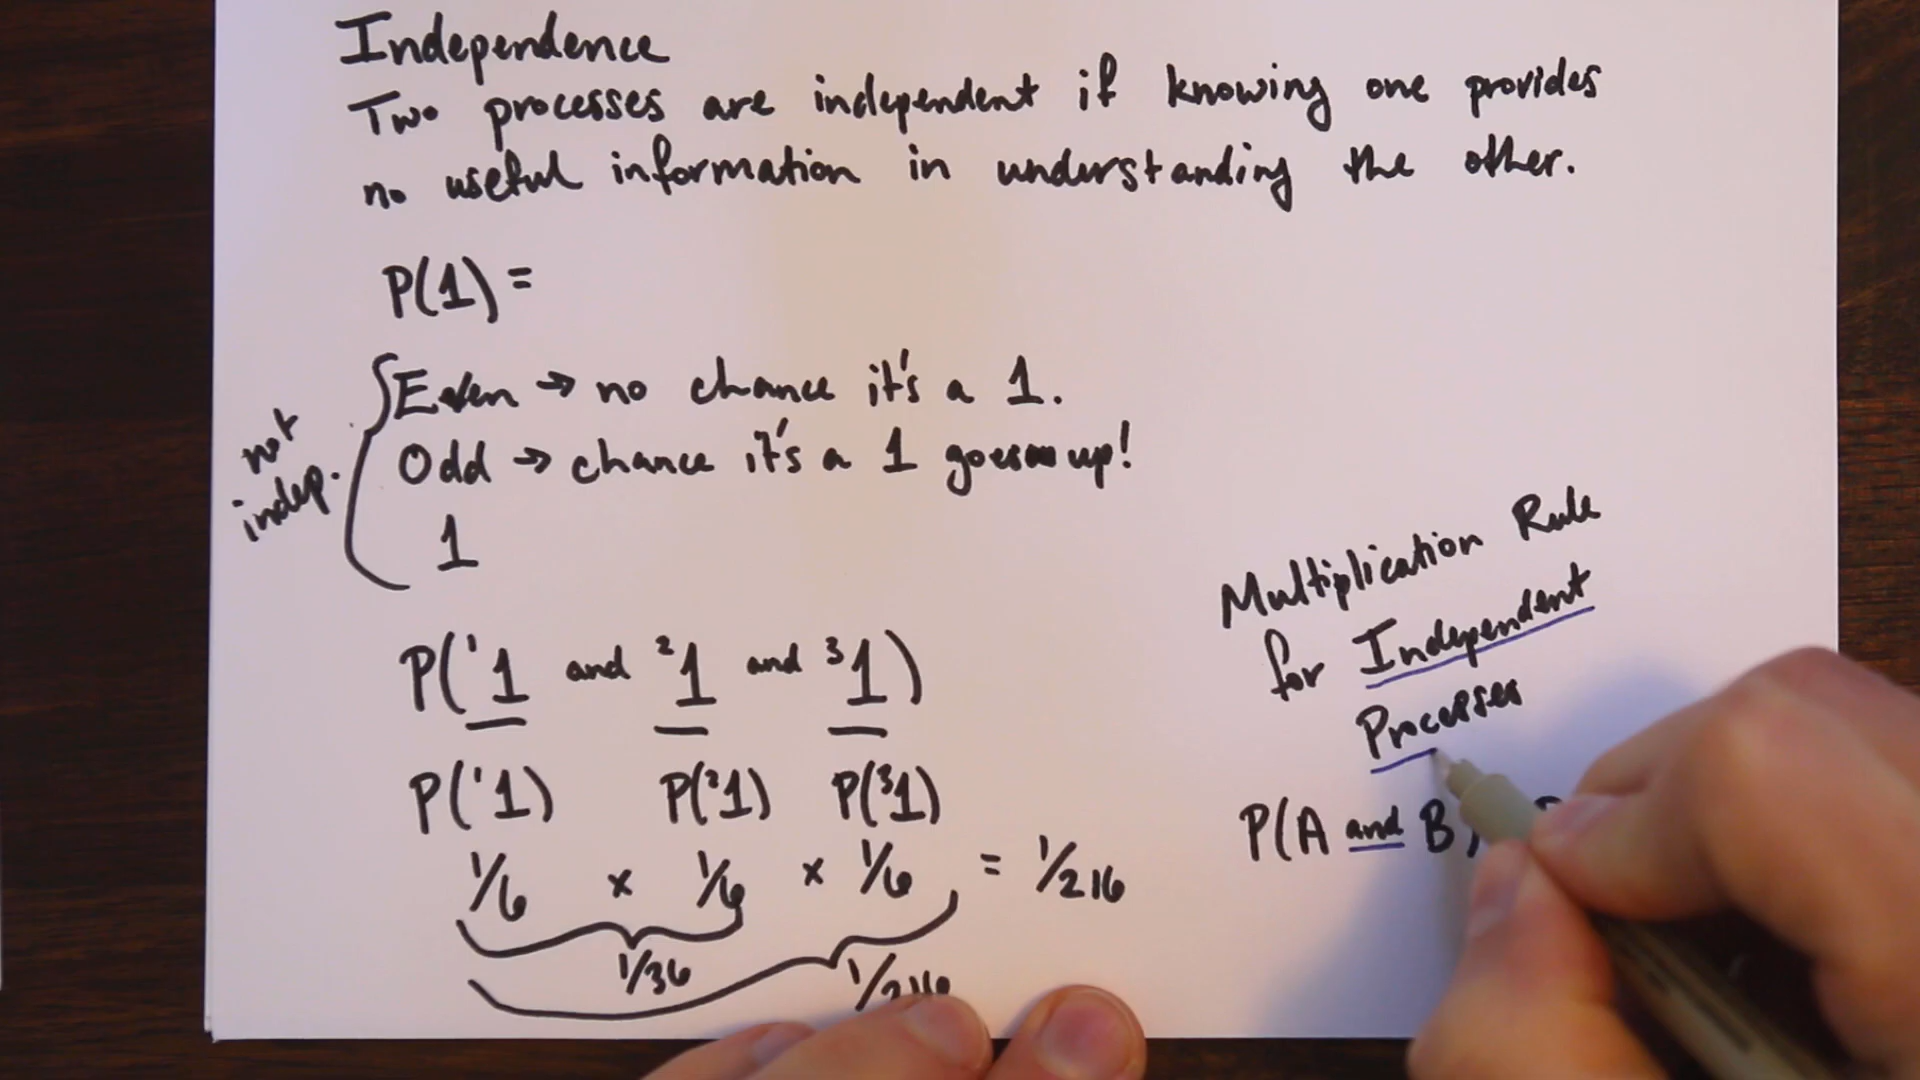 Independence
Two processes are independent if knowing one provides
no useful information in understanding the other.
P(1) =
not
indep.
Even → no chance it's a 1.
Odd → chance it's a 1 goes up!
1
P(¹1 and ²1 and ³1)
P(¹1) P(²1) P(³1)
1/6 x 1/6 x 1/6 = 1/216
1/36
1/216
Multiplication Rule
for Independent
Processes
P(A and B)